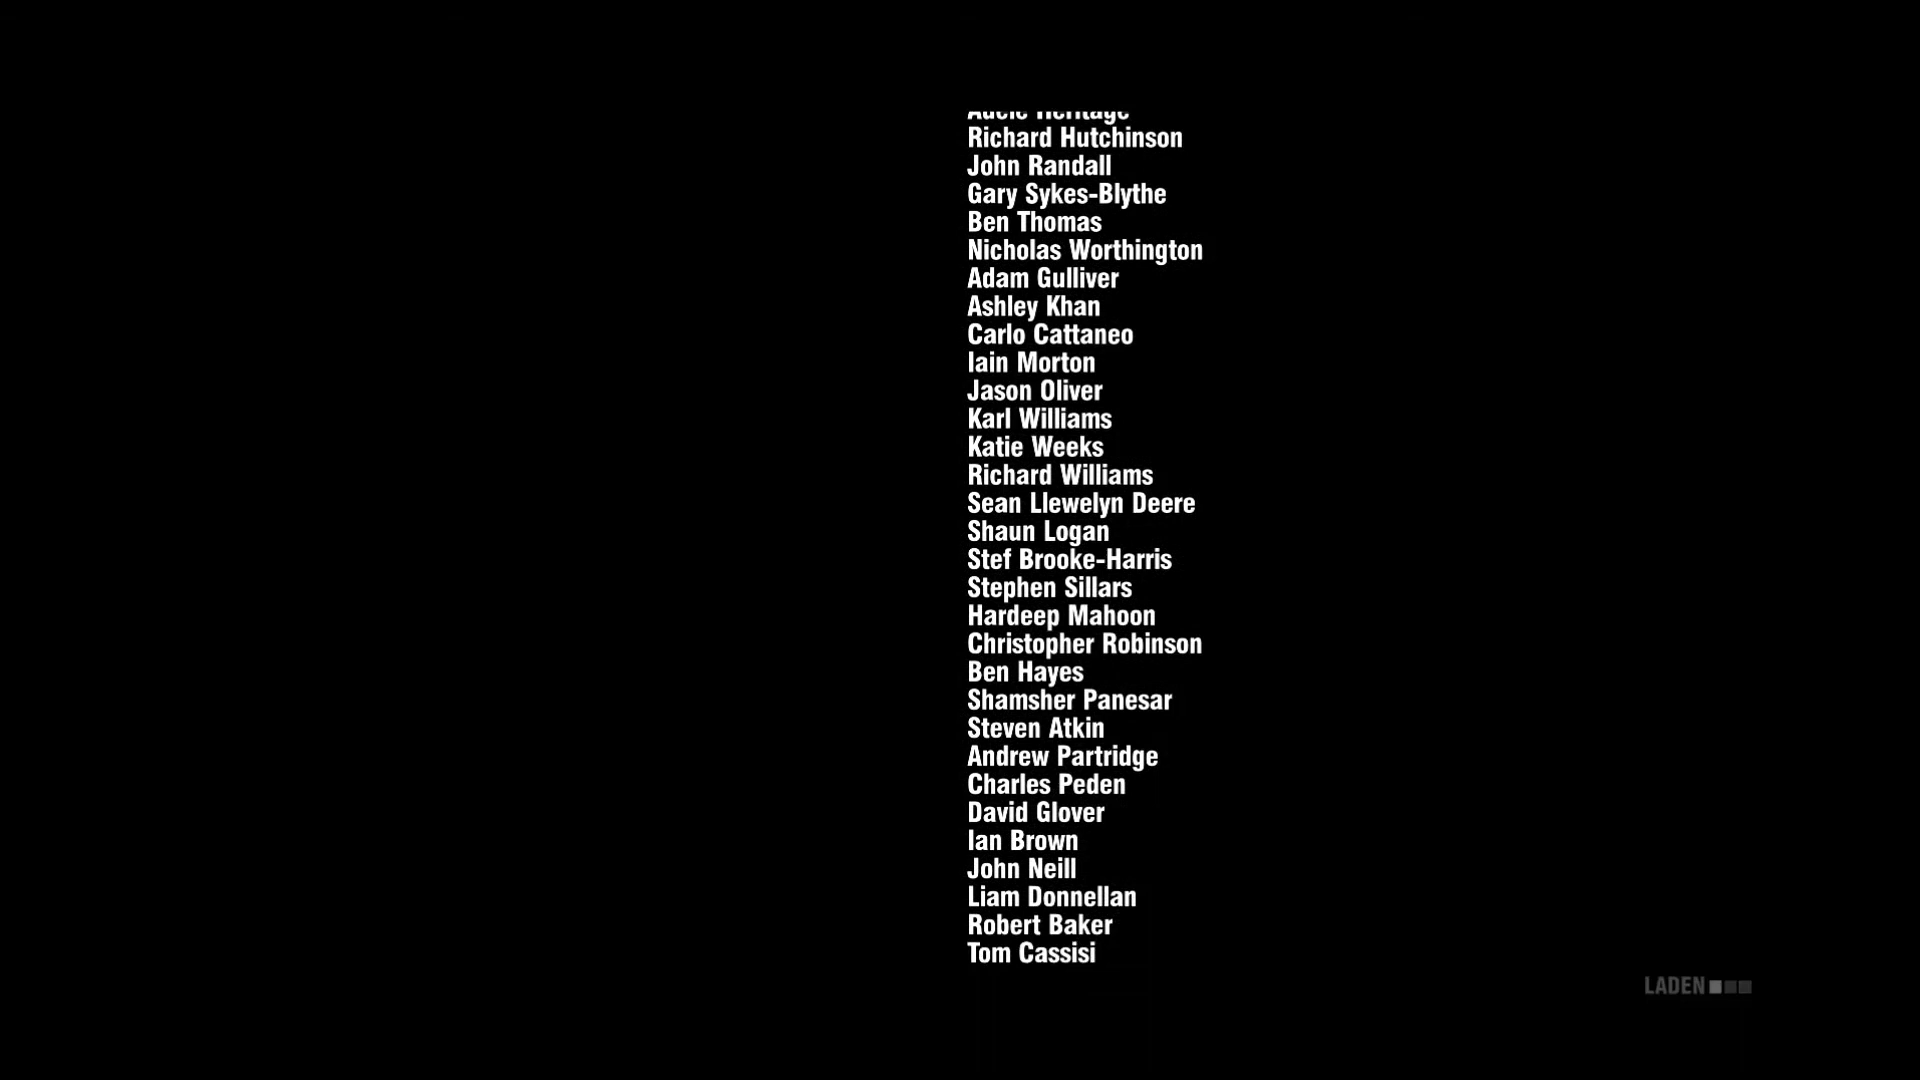 Adele Heritage
Richard Hutchinson
John Randall
Gary Sykes-Blythe
Ben Thomas
Nicholas Worthington
Adam Gulliver
Ashley Khan
Carlo Cattaneo
Iain Morton
Jason Oliver
Karl Williams
Katie Weeks
Richard Williams
Sean Llewelyn Deere
Shaun Logan
Stef Brooke-Harris
Stephen Sillars
Hardeep Mahoon
Christopher Robinson
Ben Hayes
Shamsher Panesar
Steven Atkin
Andrew Partridge
Charles Peden
David Glover
Ian Brown
John Neill
Liam Donnellan
Robert Baker
Tom Cassisi
LADEN